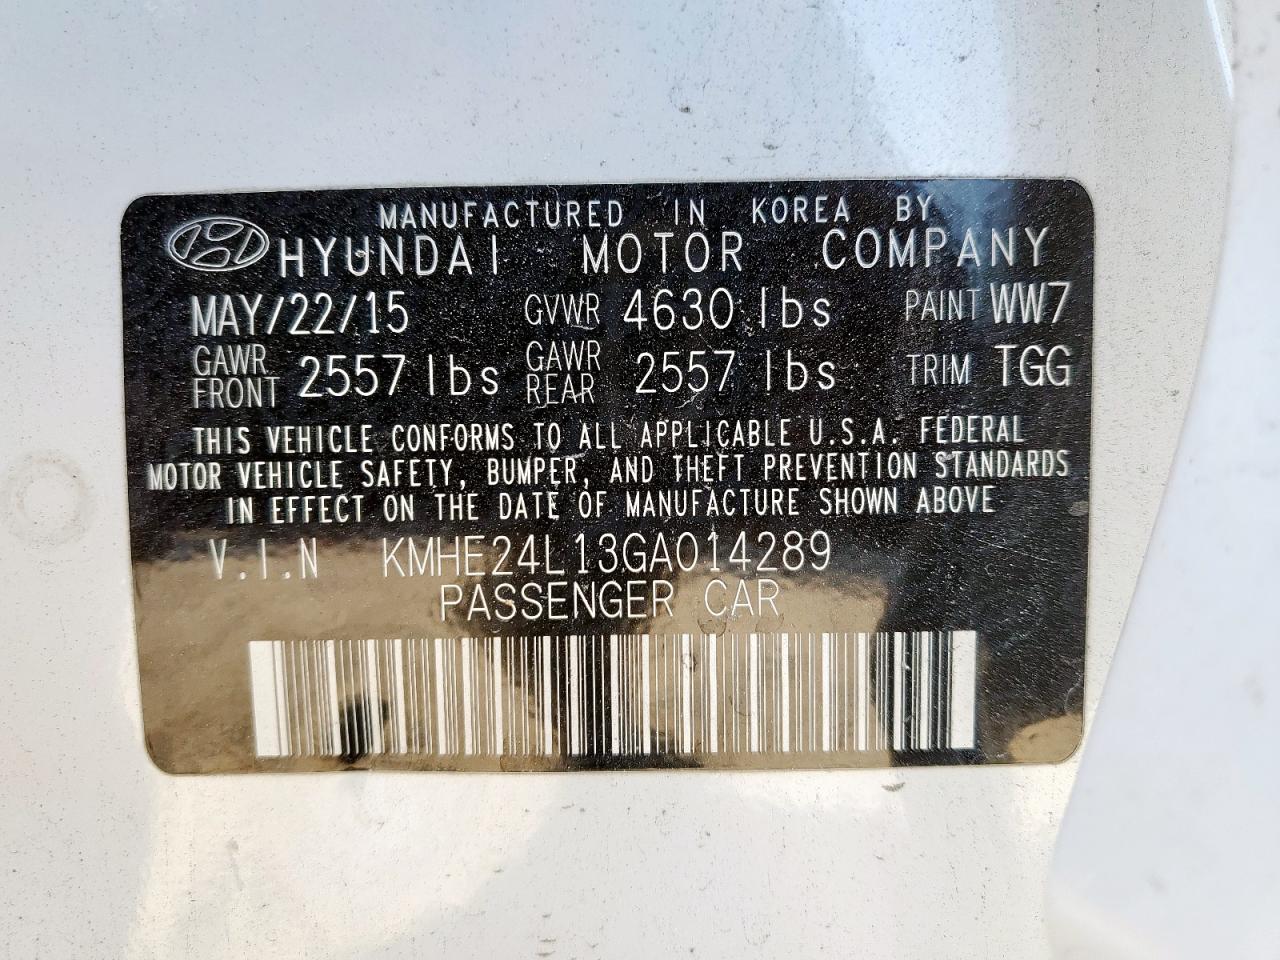 MANUFACTURED IN KOREA BY
HYUNDAI MOTOR COMPANY
MAY/22/15 GVWR 4630 lbs PAINT WW7
GAWR FRONT 2557 lbs GAWR REAR 2557 lbs TRIM TGG
THIS VEHICLE CONFORMS TO ALL APPLICABLE U.S.A. FEDERAL
MOTOR VEHICLE SAFETY, BUMPER, AND THEFT PREVENTION STANDARDS
IN EFFECT ON THE DATE OF MANUFACTURE SHOWN ABOVE
V.I.N KMHE24L13GA014289
PASSENGER CAR